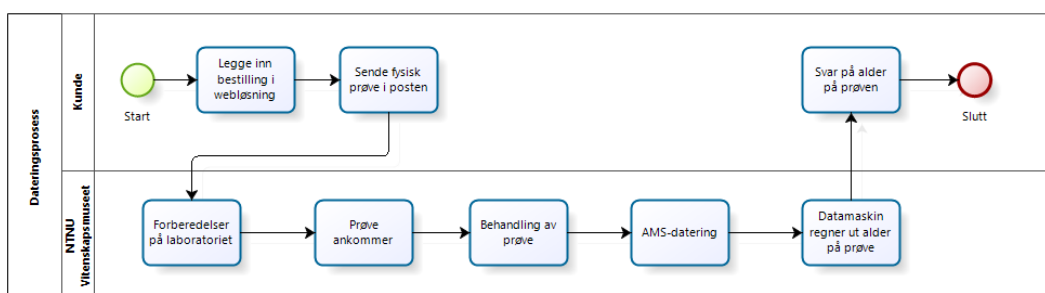 Dateringsprosess
Kunde
Start
Legge inn
bestilling i
webløsning
Sende fysisk
prøve i posten
Svar på alder
på prøven
Slutt
NTNU
Vitenskapsmuseet
Forberedelser
på laboratoriet
Prøve
ankommer
Behandling av
prøve
AMS-datering
Datamaskin
regner ut alder
på prøve